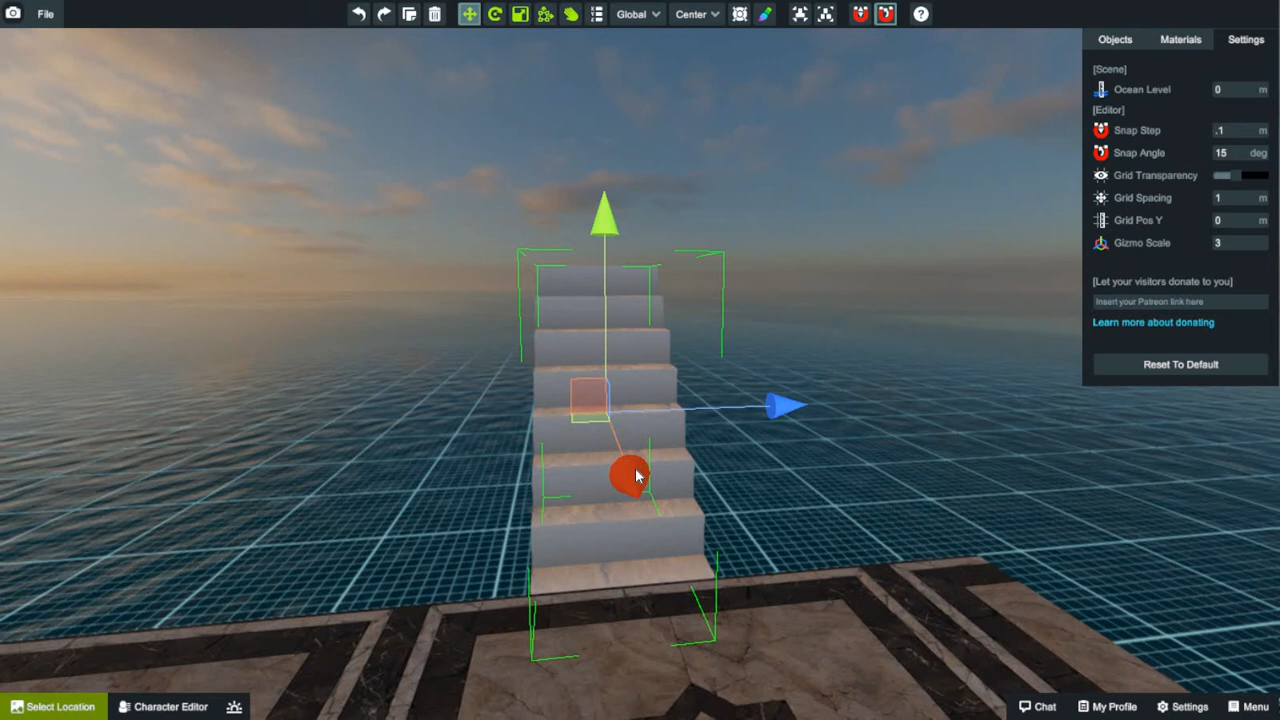 File
Global
Center
?
Objects
Materials
Settings
[Scene]
Ocean Level
0
m
[Editor]
Snap Step
.1
m
Snap Angle
15
deg
Grid Transparency
Grid Spacing
1
m
Grid Pos Y
0
m
Gizmo Scale
3
[Let your visitors donate to you]
Insert your Patreon link here
Learn more about donating
Reset To Default
Select Location
Character Editor
Chat
My Profile
Settings
Menu